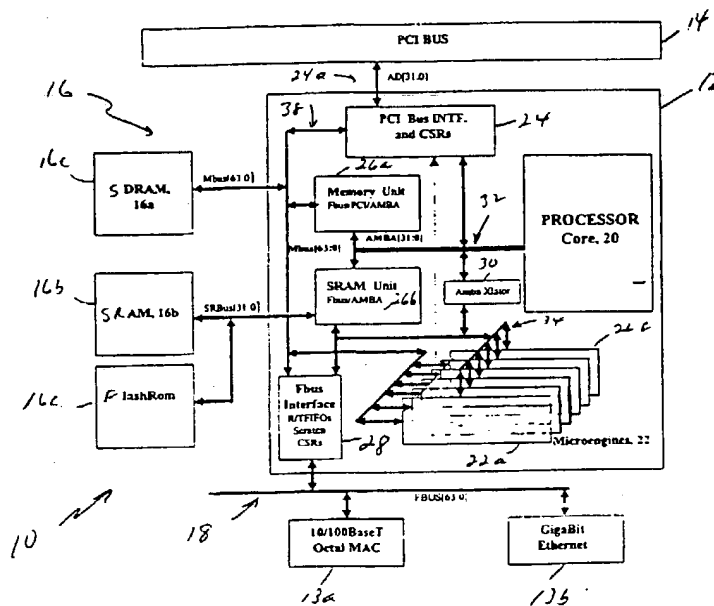 PCI BUS
14
24a
AD[31.0]
12
16
38
PCI Bus INTF.
and CSRs
24
16c
SDRAM,
16a
Mbus[63:0]
26a
Memory Unit
Fbus/PCI/AMBA
32
PROCESSOR
Core, 20
Mbus[63:0]
AMBA[31:0]
30
16b
SRAM, 16b
SRBus[31:0]
SRAM Unit
Fbus/AMBA
26b
Amba Xlator
34
16c
FlashRom
Fbus
Interface
R/TFIFOs
Scratch
CSRs
28
Microengines, 22
22a
10
18
FBUS[63:0]
10/100BaseT
Octal MAC
GigaBit
Ethernet
13a
13b